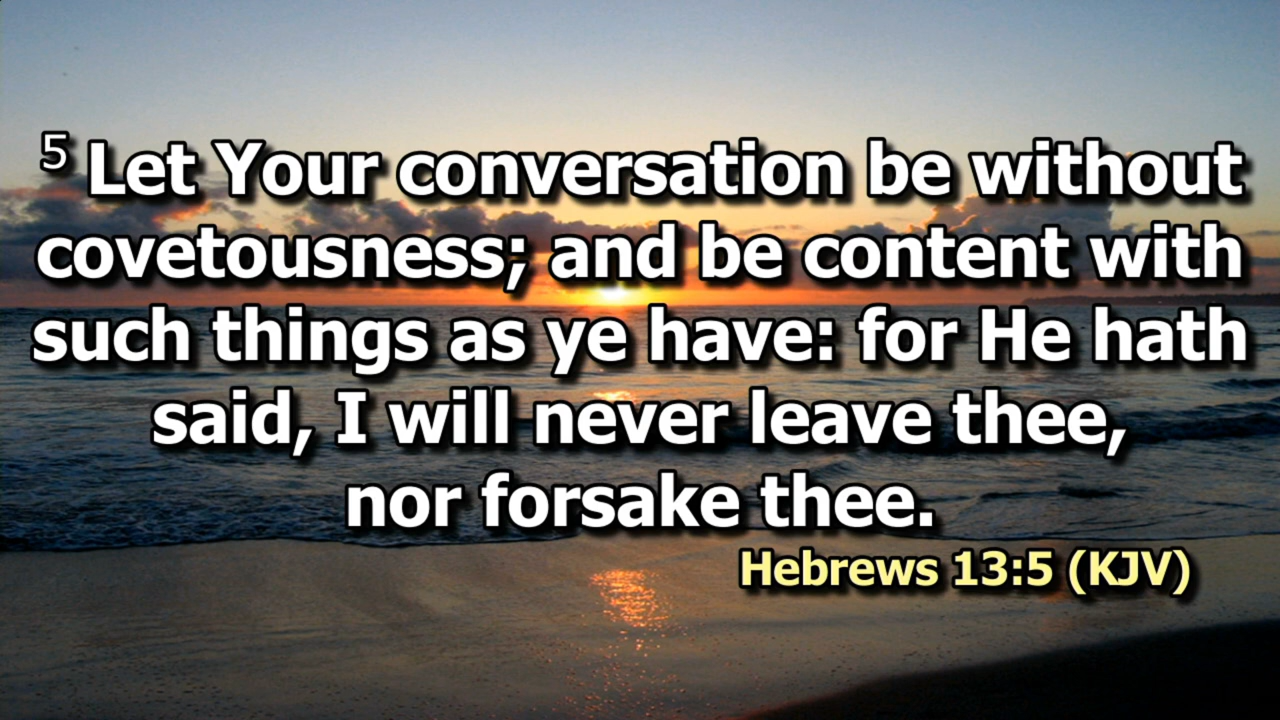 5 Let Your conversation be without
covetousness; and be content with
such things as ye have: for He hath
said, I will never leave thee,
nor forsake thee.
Hebrews 13:5 (KJV)